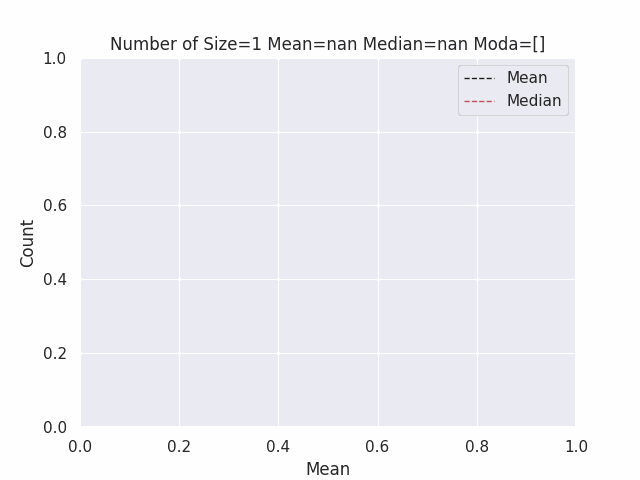 Number of Size=1 Mean=nan Median=nan Moda=[]
Mean
Median
1.0
0.8
0.6
0.4
0.2
0.0
Count
0.0 0.2 0.4 0.6 0.8 1.0
Mean